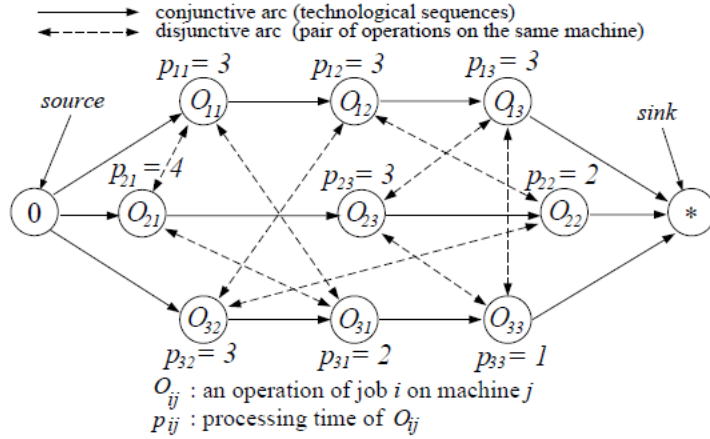 conjunctive arc (technological sequences)
disjunctive arc (pair of operations on the same machine)
p11 = 3 p12 = 3 p13 = 3
source O11 O12 O13 sink
p21 = 4 p23 = 3 p22 = 2
0 O21 O23 O22 *
O32 O31 O33
p32 = 3 p31 = 2 p33 = 1
Oij : an operation of job i on machine j
pij : processing time of Oij